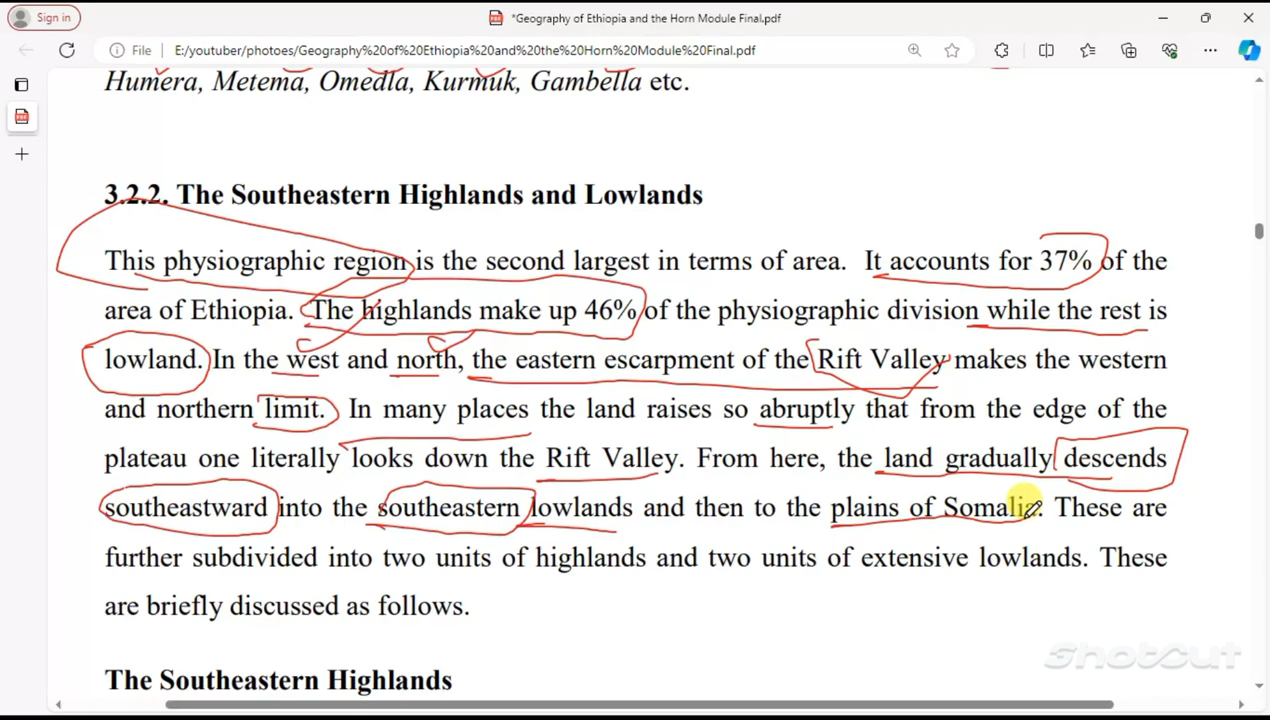 Sign in
*Geography of Ethiopia and the Horn Module Final.pdf
File
E:/youtuber/photoes/Geography%20of%20Ethiopia%20and%20the%20Horn%20Module%20Final.pdf
Humera, Metema, Omedla, Kurmuk, Gambella etc.
3.2.2. The Southeastern Highlands and Lowlands
This physiographic region is the second largest in terms of area. It accounts for 37% of the
area of Ethiopia. The highlands make up 46% of the physiographic division while the rest is
lowland. In the west and north, the eastern escarpment of the Rift Valley makes the western
and northern limit. In many places the land raises so abruptly that from the edge of the
plateau one literally looks down the Rift Valley. From here, the land gradually descends
southeastward into the southeastern lowlands and then to the plains of Somalia. These are
further subdivided into two units of highlands and two units of extensive lowlands. These
are briefly discussed as follows.
The Southeastern Highlands
Shotcut